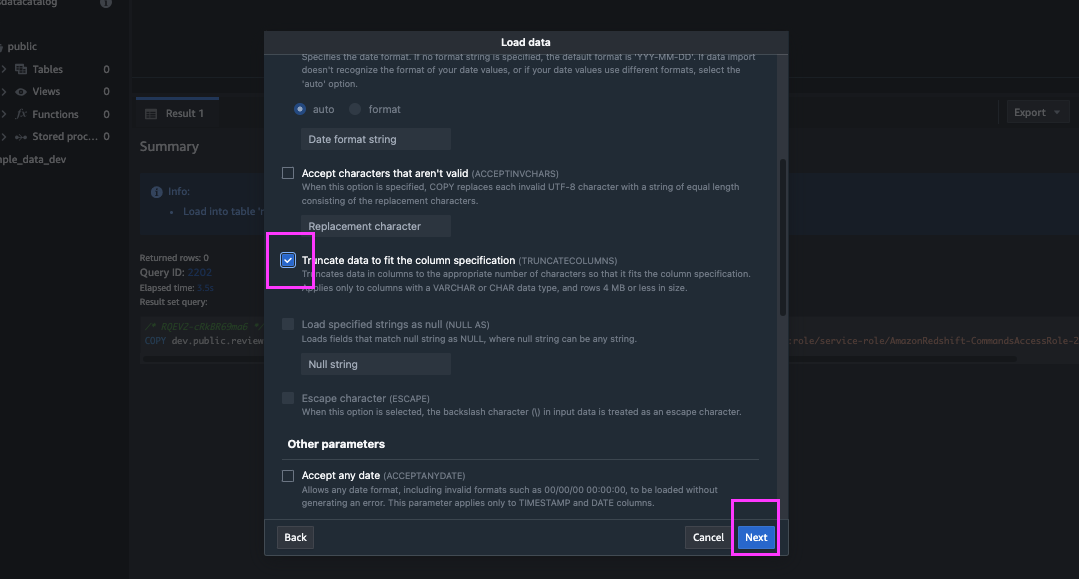 datacatalog
public
Tables 0
Views 0
fx Functions 0
Stored proc... 0
ple_data_dev
Result 1
Export
Summary
Info:
Load into table '
Returned rows: 0
Query ID: 2202
Elapsed time: 3.5s
Result set query:
COPY dev.public.review
role/service-role/AmazonRedshift-CommandsAccessRole-2
Load data
Specifies the date format. If no format string is specified, the default format is 'YYY-MM-DD'. If data import
doesn't recognize the format of your date values, or if your date values use different formats, select the
'auto' option.
auto format
Date format string
Accept characters that aren't valid (ACCEPTINVCHARS)
When this option is specified, COPY replaces each invalid UTF-8 character with a string of equal length
consisting of the replacement characters.
Replacement character
Truncate data to fit the column specification (TRUNCATECOLUMNS)
Truncates data in columns to the appropriate number of characters so that it fits the column specification.
Applies only to columns with a VARCHAR or CHAR data type, and rows 4 MB or less in size.
Load specified strings as null (NULL AS)
Loads fields that match null string as NULL, where null string can be any string.
Null string
Escape character (ESCAPE)
When this option is selected, the backslash character (\) in input data is treated as an escape character.
Other parameters
Accept any date (ACCEPTANYDATE)
Allows any date format, including invalid formats such as 00/00/00 00:00:00, to be loaded without
generating an error. This parameter applies only to TIMESTAMP and DATE columns.
Back Cancel Next